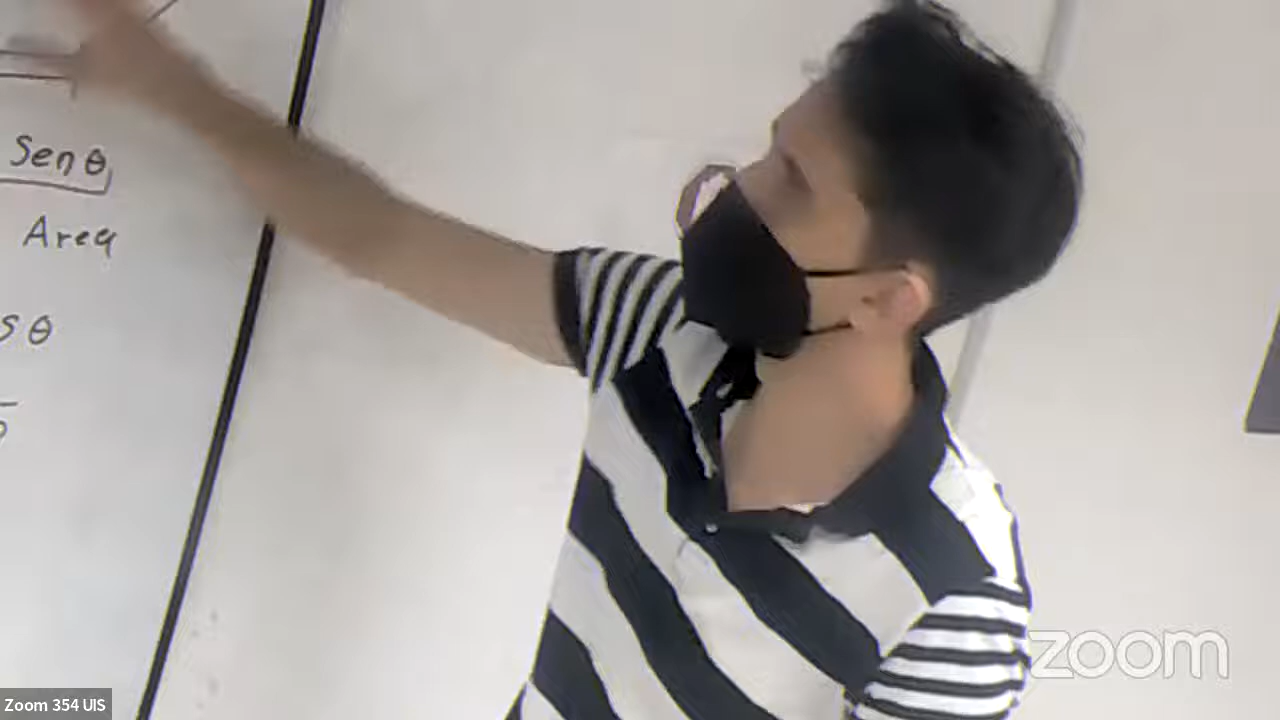 Sen θ
Area
s θ
zoom
Zoom 354 UIS